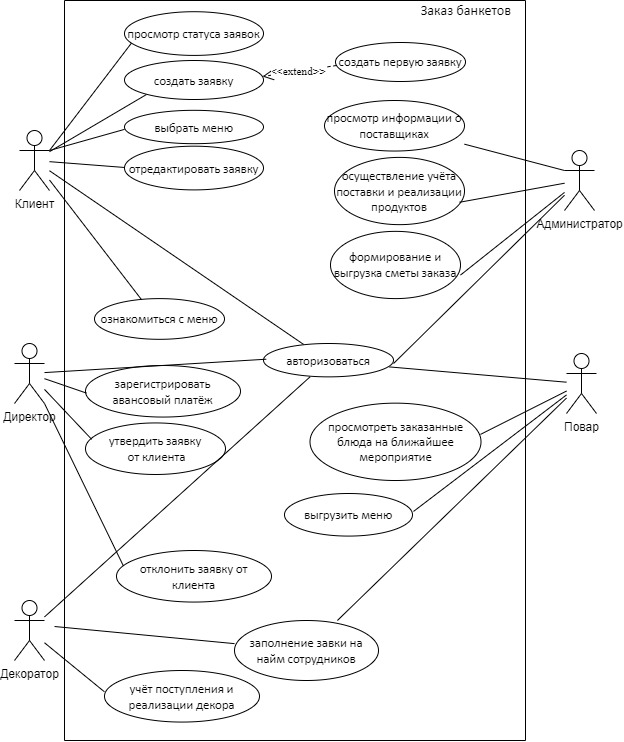 Заказ банкетов
просмотр статуса заявок
создать заявку
<<extend>>
создать первую заявку
выбрать меню
отредактировать заявку
Клиент
просмотр информации о
поставщиках
осуществление учёта
поставки и реализации
продуктов
Администратор
формирование и
выгрузка сметы заказа
ознакомиться с меню
авторизоваться
зарегистрировать
авансовый платёж
Директор
утвердить заявку
от клиента
просмотреть заказанные
блюда на ближайшее
мероприятие
Повар
выгрузить меню
отклонить заявку от
клиента
заполнение завки на
найм сотрудников
Декоратор
учёт поступления и
реализации декора